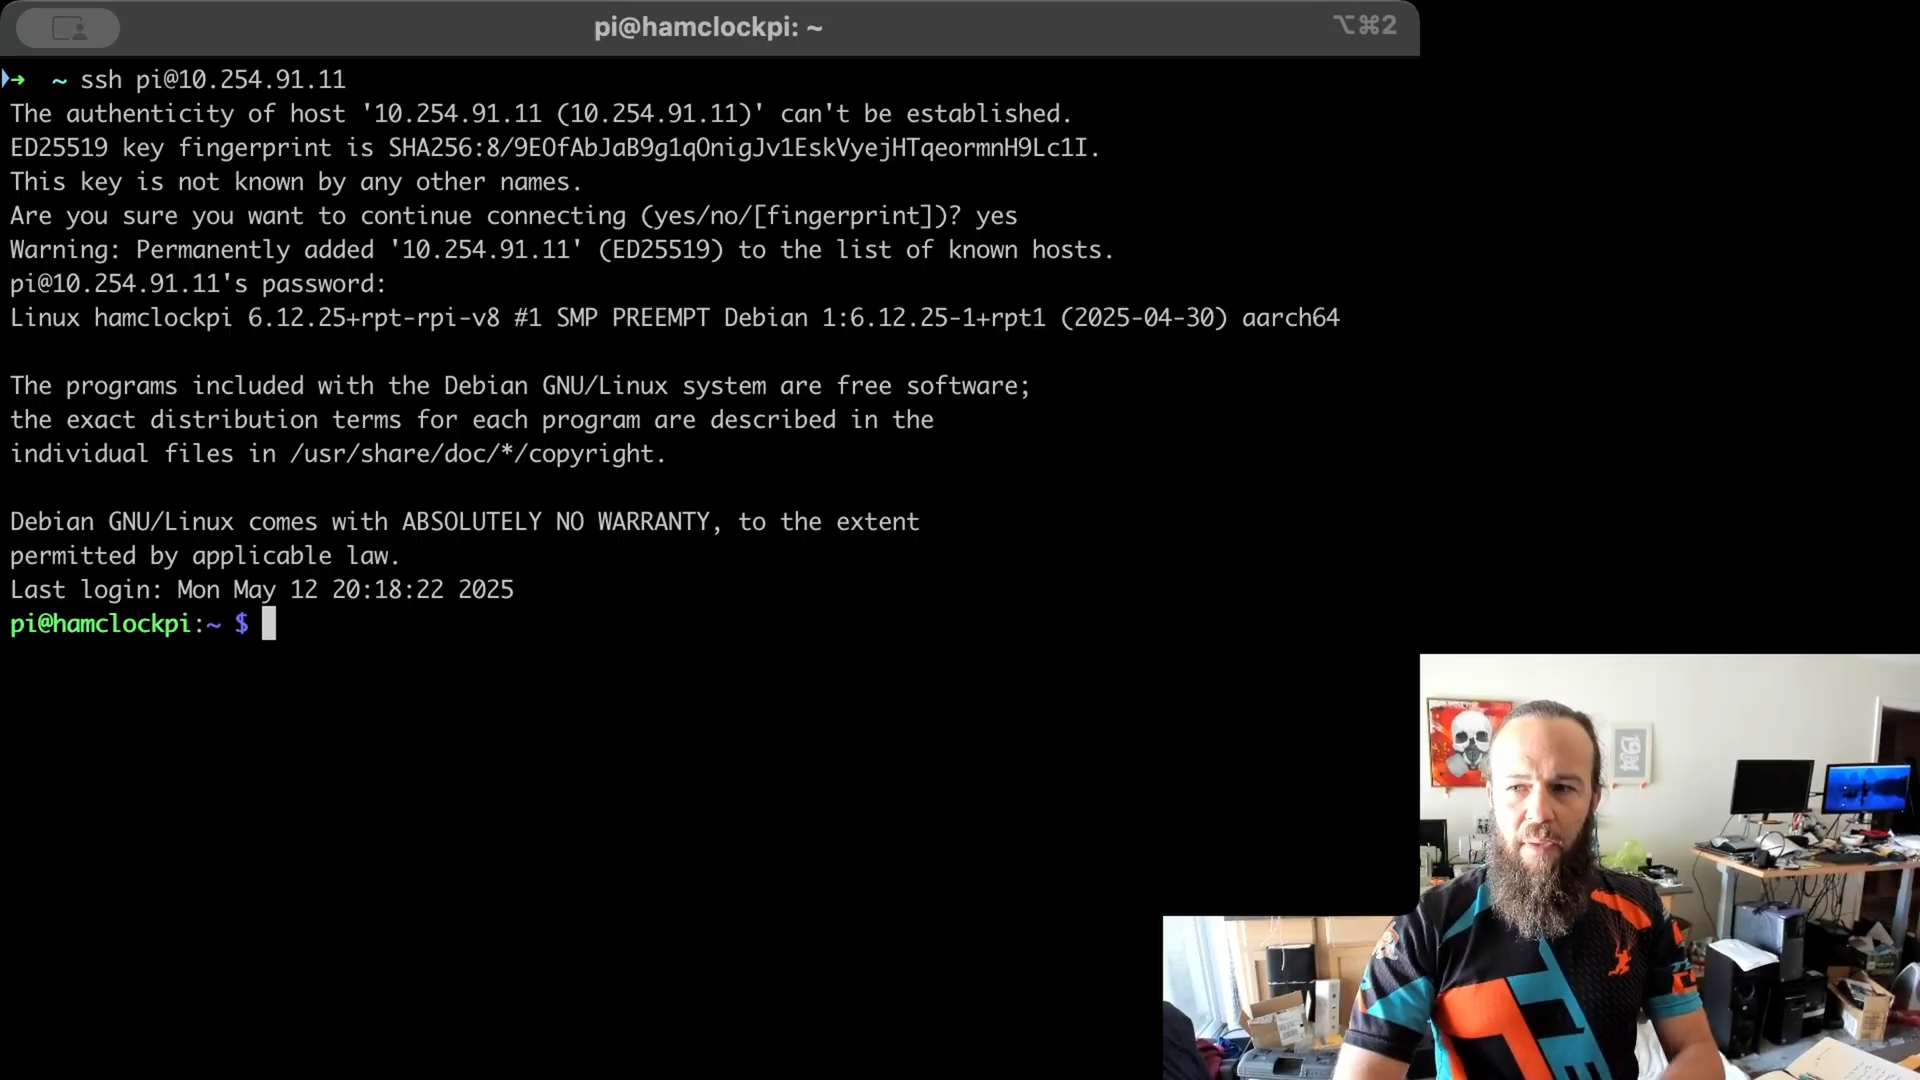 pi@hamclockpi: ~
⌥⌘2
➜ ~ ssh pi@10.254.91.11
The authenticity of host '10.254.91.11 (10.254.91.11)' can't be established.
ED25519 key fingerprint is SHA256:8/9EOfAbJaB9g1qOnigJv1EskVyejHTqeormnH9Lc1I.
This key is not known by any other names.
Are you sure you want to continue connecting (yes/no/[fingerprint])? yes
Warning: Permanently added '10.254.91.11' (ED25519) to the list of known hosts.
pi@10.254.91.11's password:
Linux hamclockpi 6.12.25+rpt-rpi-v8 #1 SMP PREEMPT Debian 1:6.12.25-1+rpt1 (2025-04-30) aarch64
The programs included with the Debian GNU/Linux system are free software;
the exact distribution terms for each program are described in the
individual files in /usr/share/doc/*/copyright.
Debian GNU/Linux comes with ABSOLUTELY NO WARRANTY, to the extent
permitted by applicable law.
Last login: Mon May 12 20:18:22 2025
pi@hamclockpi:~ $
1984